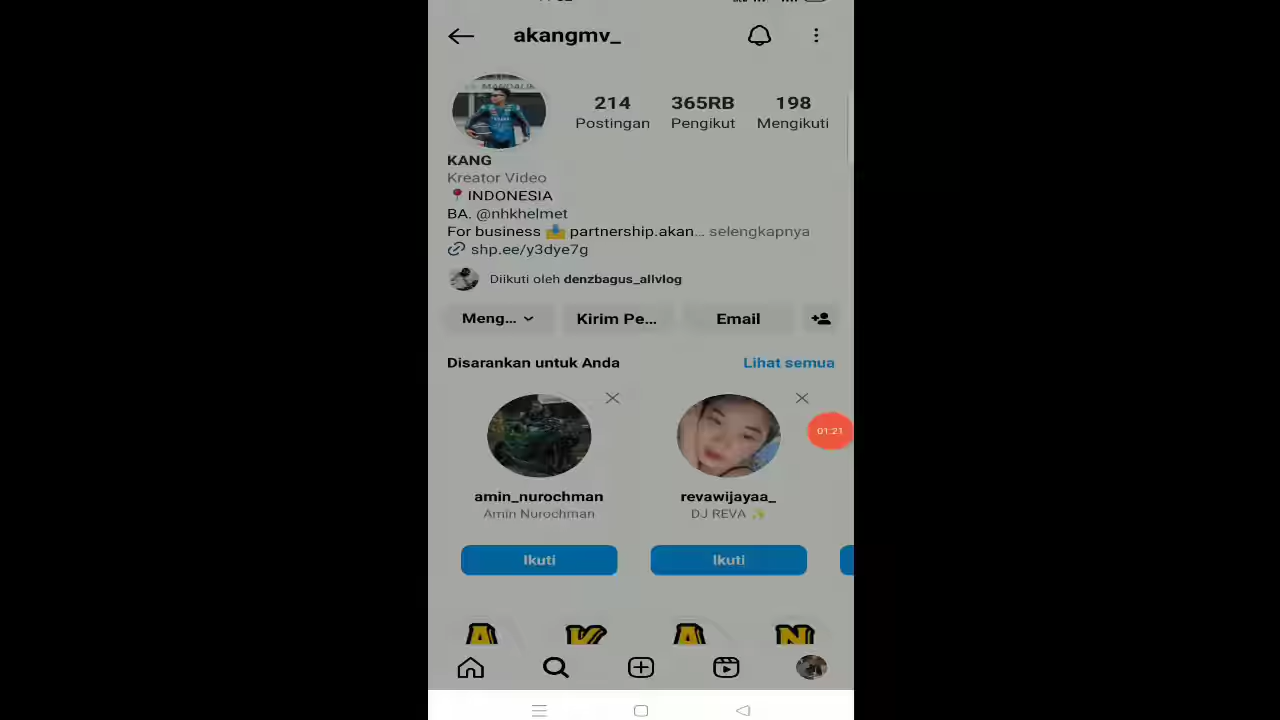 akangmv_
214
365RB
198
Postingan
Pengikut
Mengikuti
KANG
Kreator Video
📍INDONESIA
BA. @nhkhelmet
For business 📥 partnership.akan... selengkapnya
shp.ee/y3dye7g
Diikuti oleh denzbagus_allvlog
Meng...
Kirim Pe...
Email
Disarankan untuk Anda
Lihat semua
01:21
amin_nurochman
revawijayaa_
Amin Nurochman
DJ REVA ✨
Ikuti
Ikuti
A
K
A
N